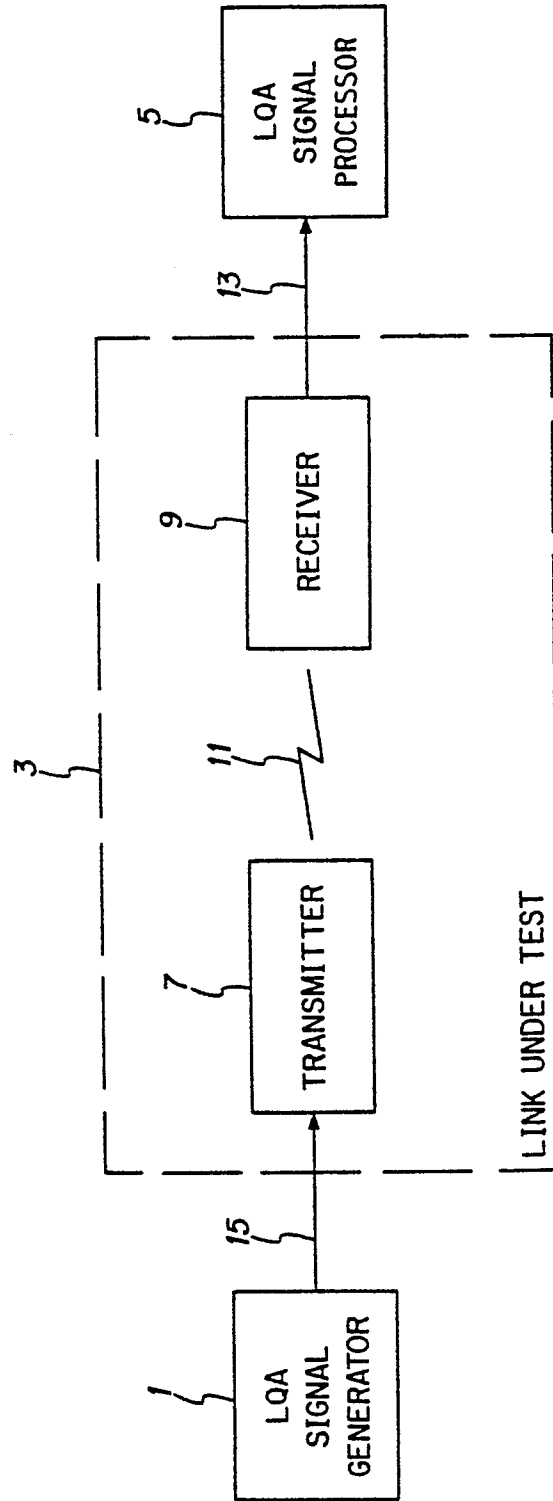 3
1
LQA
SIGNAL
GENERATOR
15
7
TRANSMITTER
11
9
RECEIVER
13
5
LQA
SIGNAL
PROCESSOR
LINK UNDER TEST